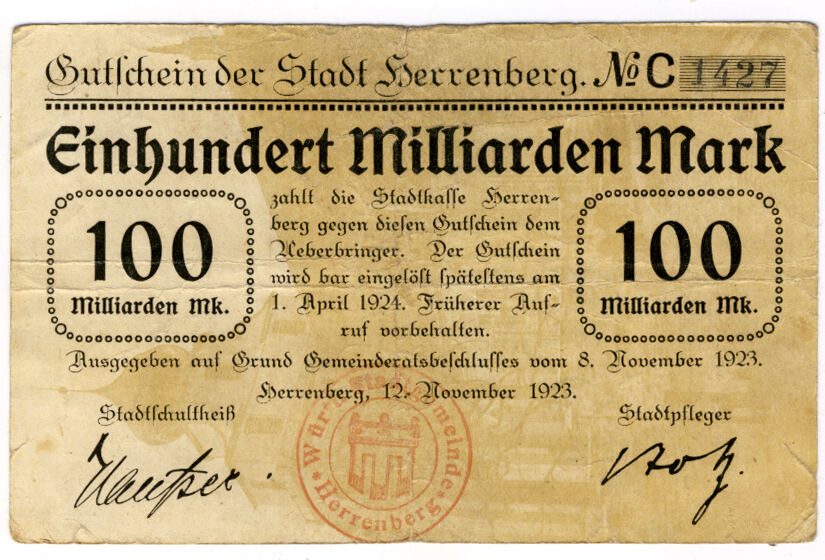 Gutschein der Stadt Herrenberg. No C 1427
Einhundert Milliarden Mark
100
Milliarden Mk.
zahlt die Stadtkasse Herren-
berg gegen diesen Gutschein dem
Ueberbringer. Der Gutschein
wird bar eingelöst spätestens am
1. April 1924. Früherer Auf-
ruf vorbehalten.
100
Milliarden Mk.
Ausgegeben auf Grund Gemeinderatsbeschlusses vom 8. November 1923.
Herrenberg, 12. November 1923.
Stadtschultheiß
Stadtpfleger
Württ. Stadtgemeinde
Herrenberg